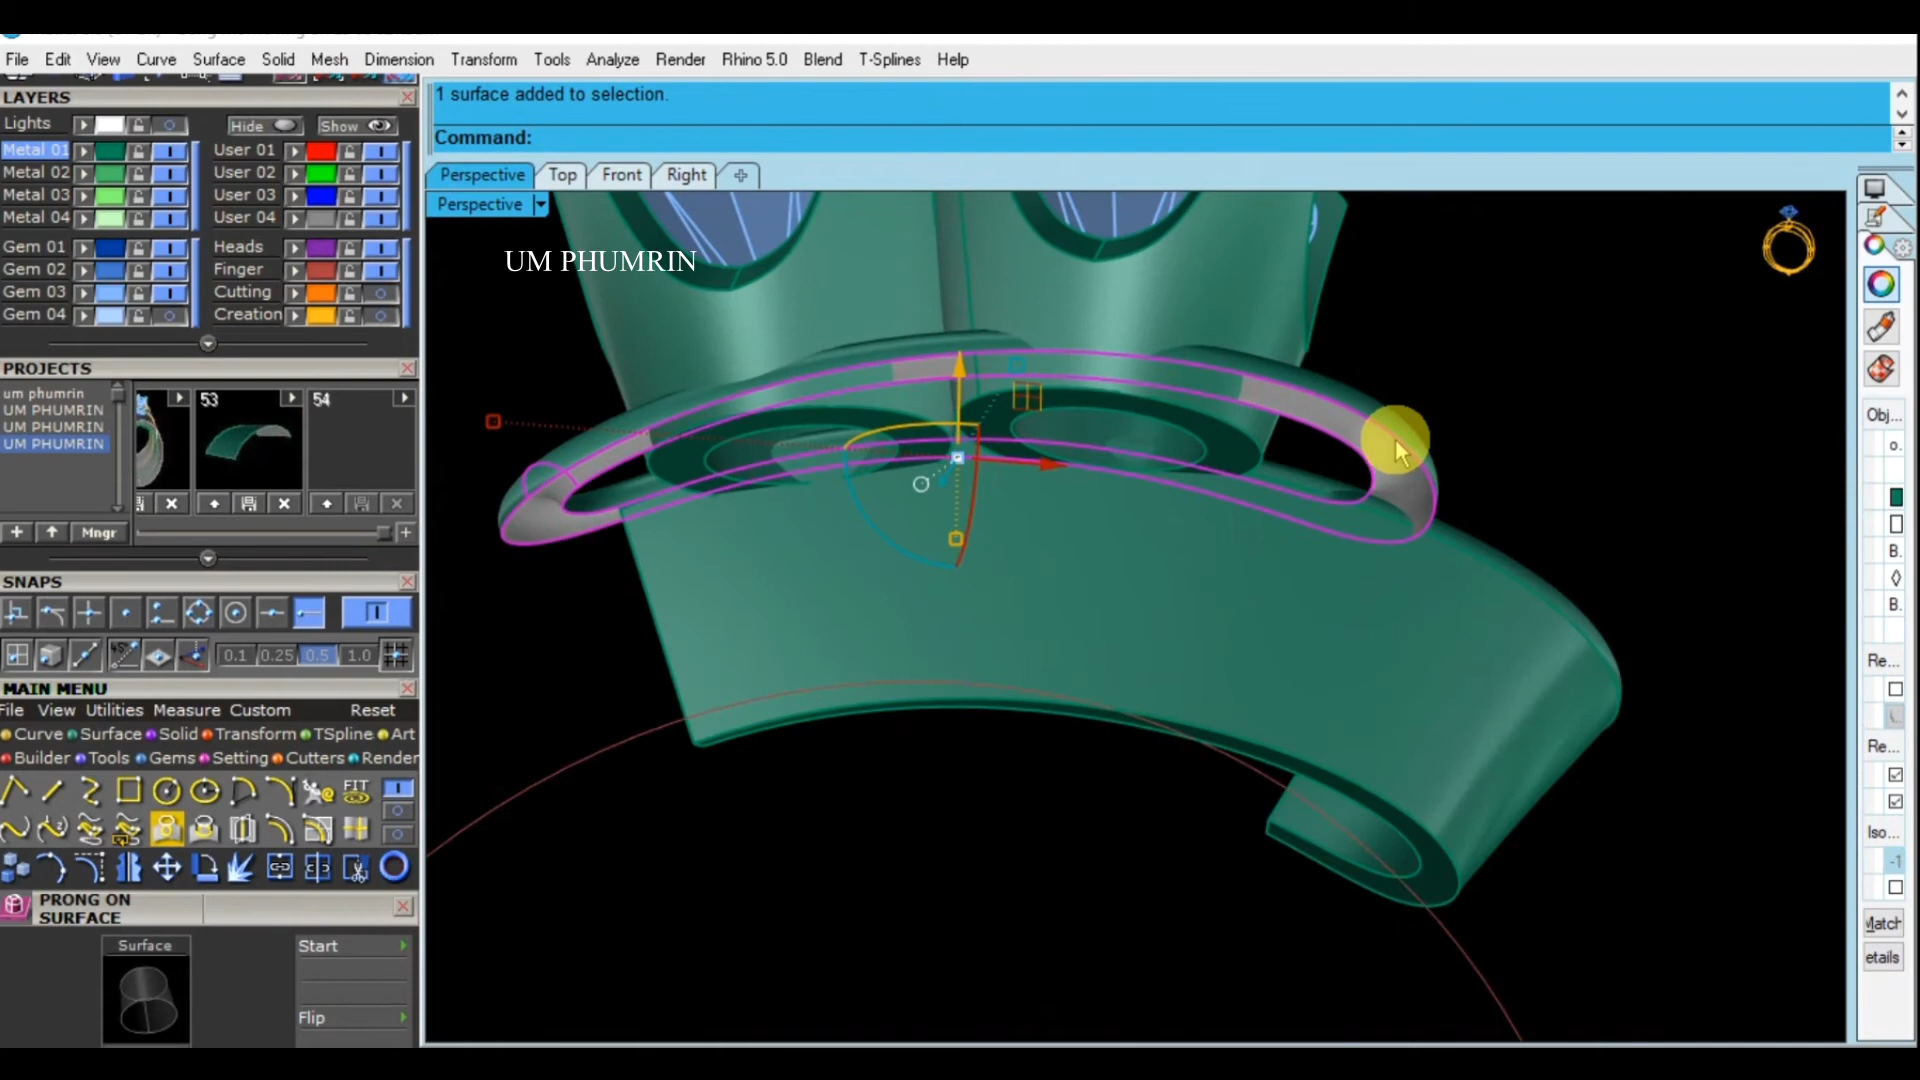 File Edit View Curve Surface Solid Mesh Dimension Transform Tools Analyze Render Rhino 5.0 Blend T-Splines Help
LAYERS
1 surface added to selection.
Command:
Lights Hide Show
Metal 01 User 01
Metal 02 User 02
Metal 03 User 03
Metal 04 User 04
Gem 01 Heads
Gem 02 Finger
Gem 03 Cutting
Gem 04 Creation
Perspective Top Front Right
Perspective
UM PHUMRIN
PROJECTS
um phumrin
UM PHUMRIN
UM PHUMRIN
UM PHUMRIN
53 54
Mngr
SNAPS
0.1 0.25 0.5 1.0
MAIN MENU
File View Utilities Measure Custom Reset
Curve Surface Solid Transform TSpline Art
Builder Tools Gems Setting Cutters Render
FIT
PRONG ON
SURFACE
Surface
Start
Flip
Obj...
o.
B.
B.
Re...
Re...
Iso...
-1
Match
etails